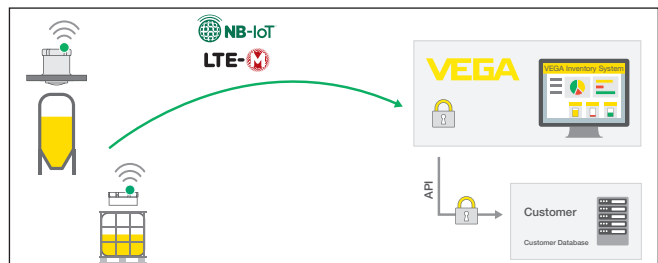 NB-IoT
LTE-M
VEGA
VEGA Inventory System
API
Customer
Customer Database